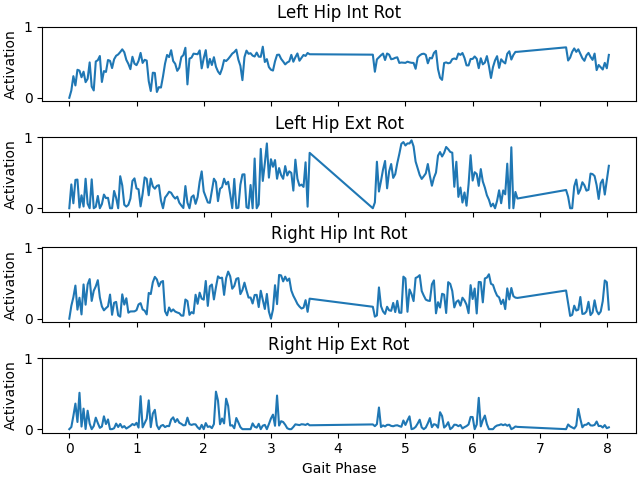 Left Hip Int Rot
1
0
Activation
Left Hip Ext Rot
1
0
Activation
Right Hip Int Rot
1
0
Activation
Right Hip Ext Rot
1
0
Activation
0 1 2 3 4 5 6 7 8
Gait Phase